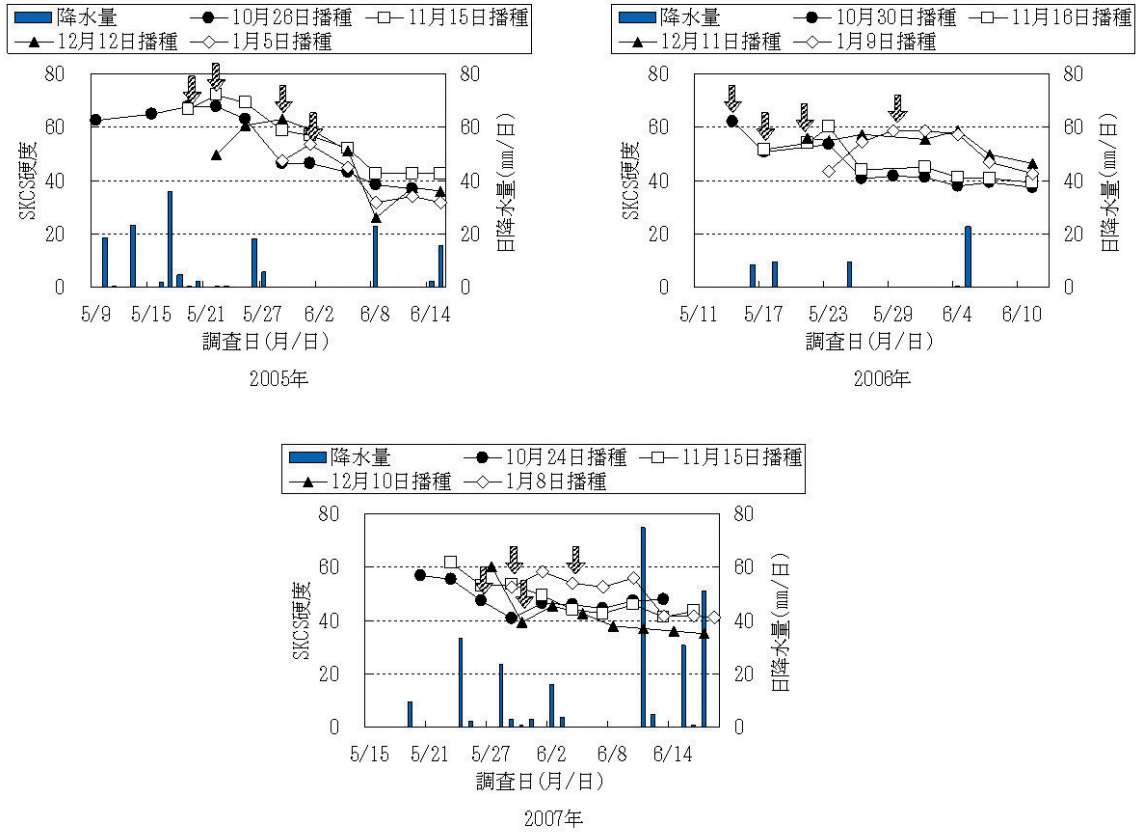 降水量 10月26日播種 11月15日播種
12月12日播種 1月5日播種
80 80
60 60
40 40
20 20
0 0
SKCS硬度
日降水量(mm/日)
5/9 5/15 5/21 5/27 6/2 6/8 6/14
調査日(月/日)
2005年
降水量 10月30日播種 11月16日播種
12月11日播種 1月9日播種
80 80
60 60
40 40
20 20
0 0
SKCS硬度
日降水量(mm/日)
5/11 5/17 5/23 5/29 6/4 6/10
調査日(月/日)
2006年
降水量 10月24日播種 11月15日播種
12月10日播種 1月8日播種
80 80
60 60
40 40
20 20
0 0
SKCS硬度
日降水量(mm/日)
5/15 5/21 5/27 6/2 6/8 6/14
調査日(月/日)
2007年